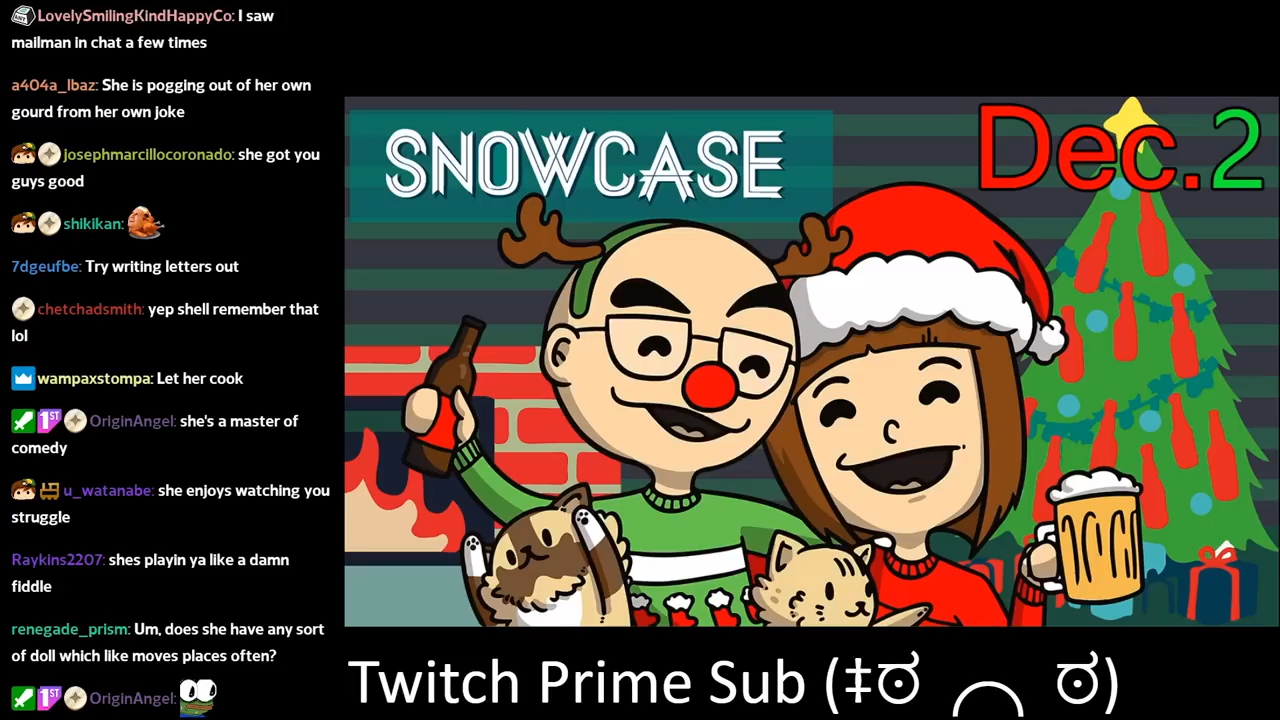 LovelySmilingKindHappyCo: I saw
mailman in chat a few times
a404a_lbaz: She is pogging out of her own
gourd from her own joke
josephmarcillocoronado: she got you
guys good
shikikan:
7dgeufbe: Try writing letters out
chetchadsmith: yep shell remember that
lol
wampaxstompa: Let her cook
1ST OriginAngel: she's a master of
comedy
u_watanabe: she enjoys watching you
struggle
Raykins2207: shes playin ya like a damn
fiddle
renegade_prism: Um, does she have any sort
of doll which like moves places often?
1ST OriginAngel:
SNOWCASE
Dec.2
Twitch Prime Sub (‡ಠ ⁔ ಠ)